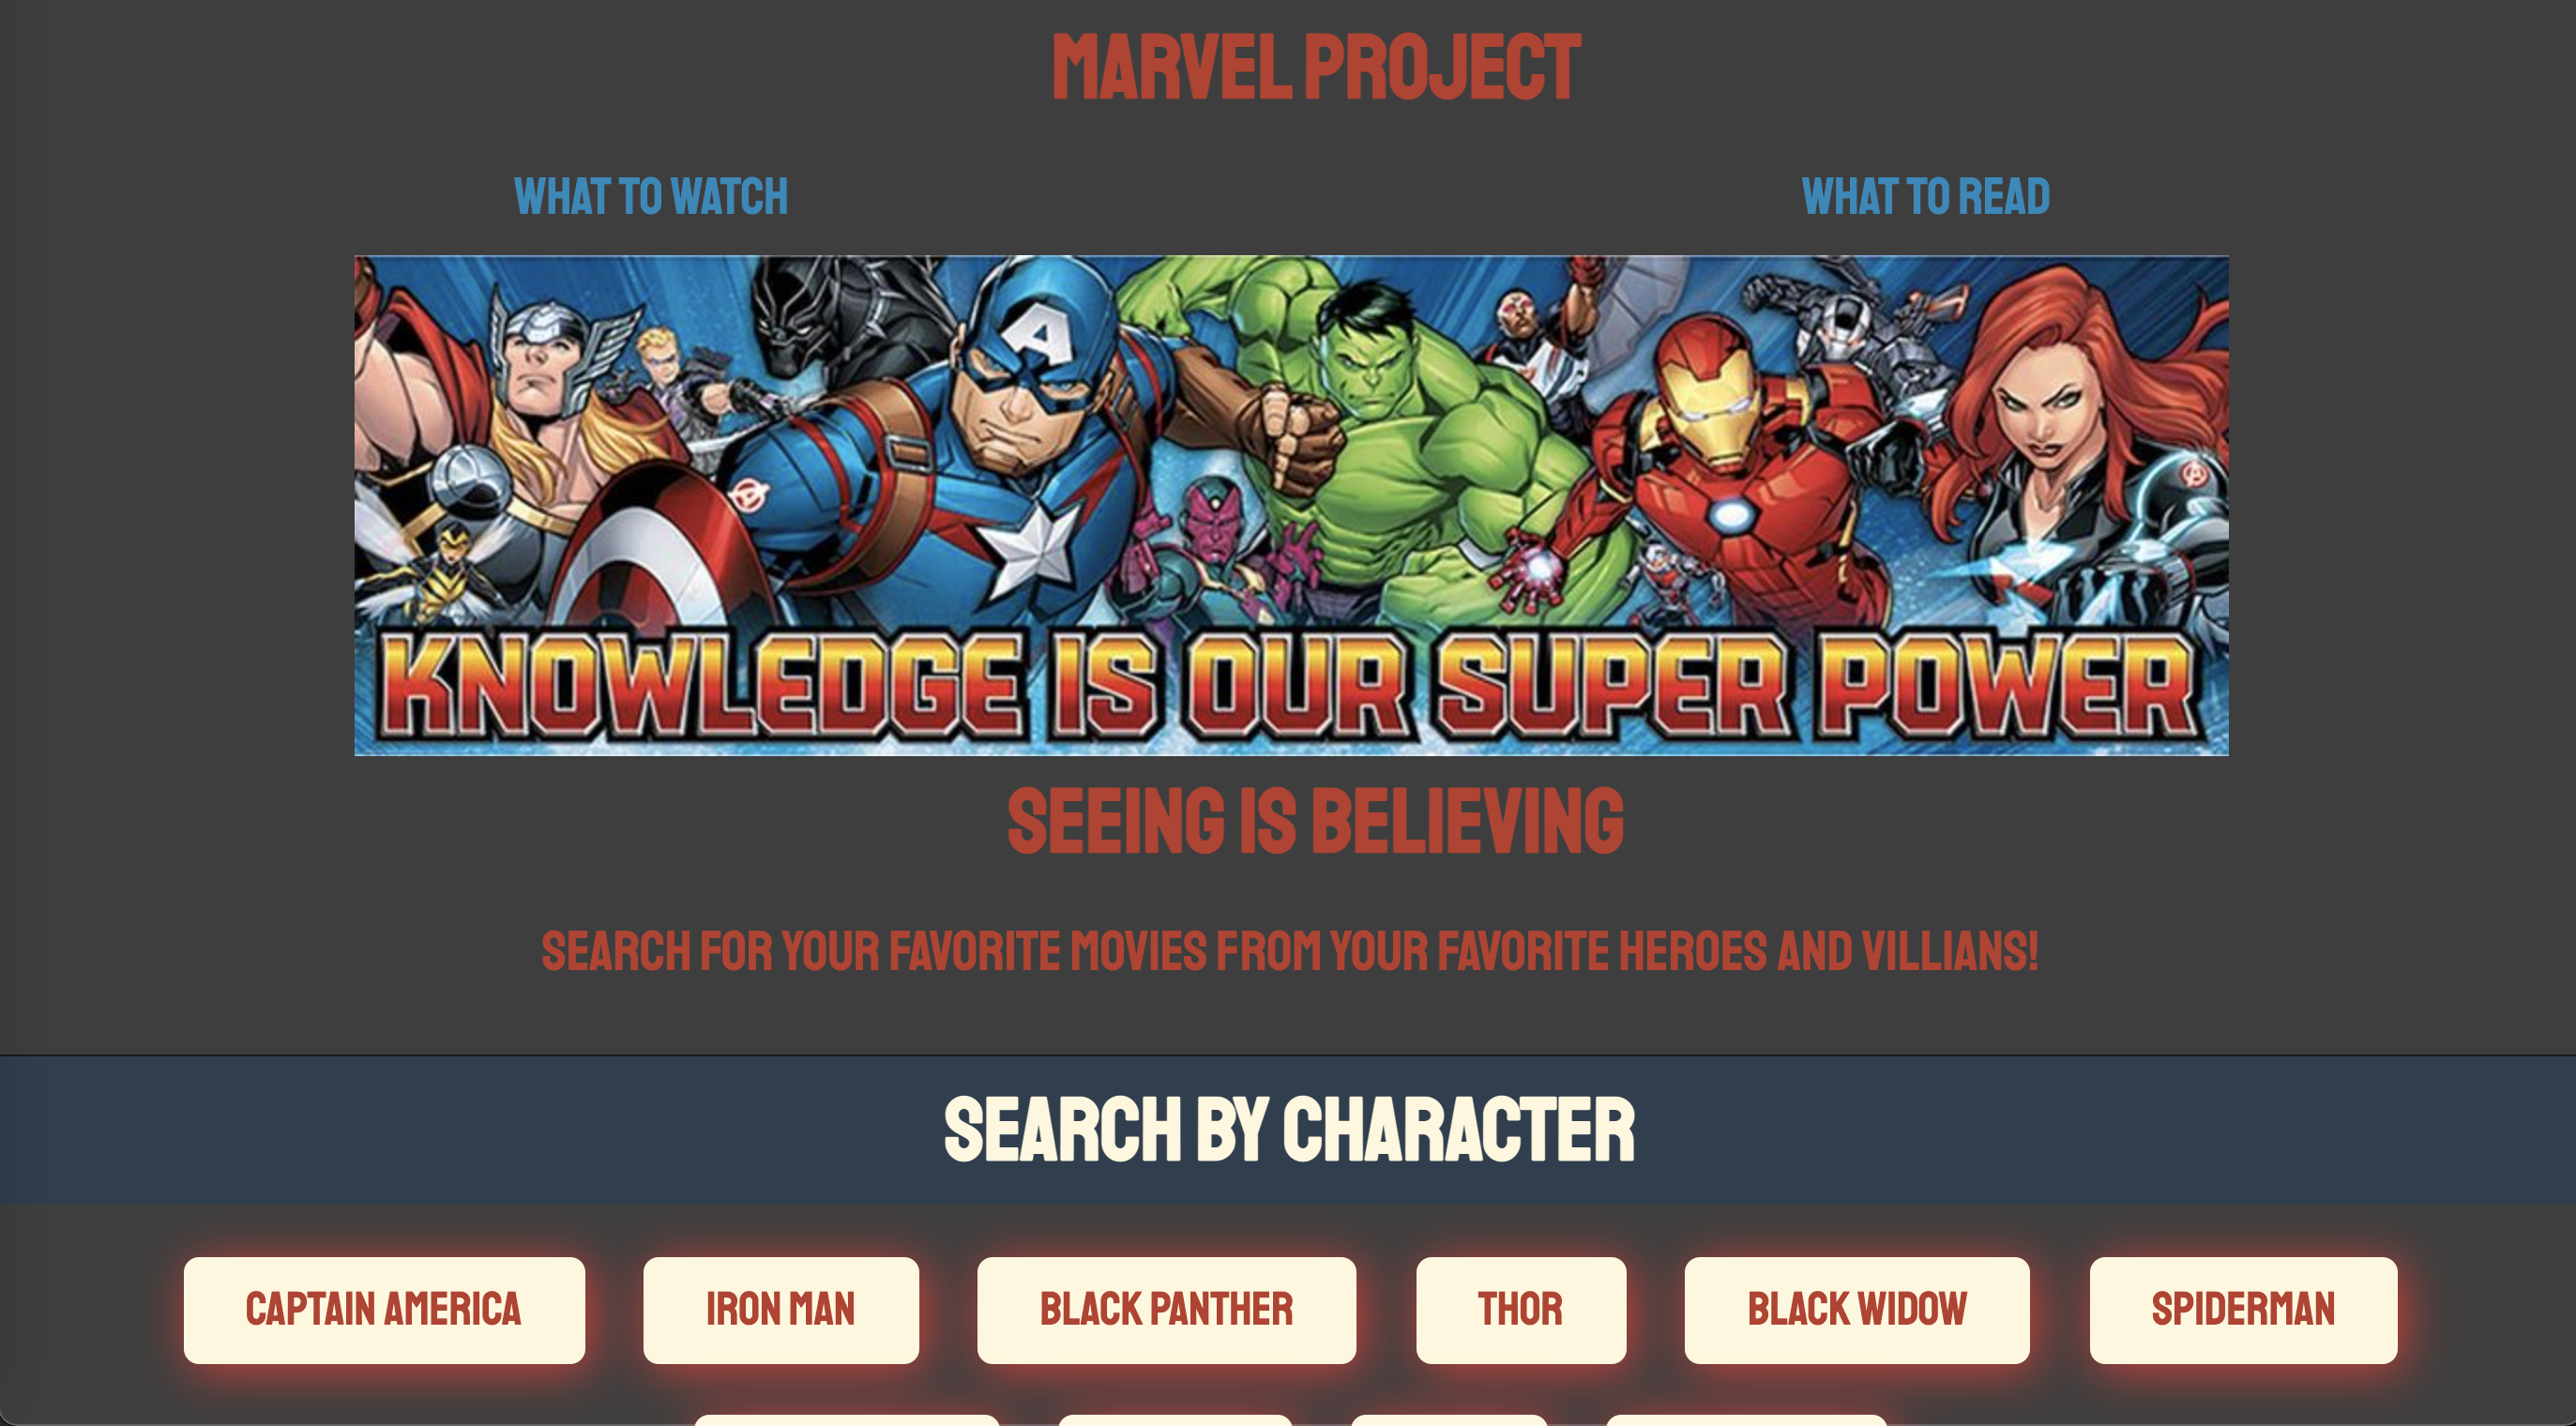 MARVEL PROJECT
WHAT TO WATCH
WHAT TO READ
A
KNOWLEDGE IS OUR SUPER POWER
SEEING IS BELIEVING
SEARCH FOR YOUR FAVORITE MOVIES FROM YOUR FAVORITE HEROES AND VILLIANS!
SEARCH BY CHARACTER
CAPTAIN AMERICA
IRON MAN
BLACK PANTHER
THOR
BLACK WIDOW
SPIDERMAN